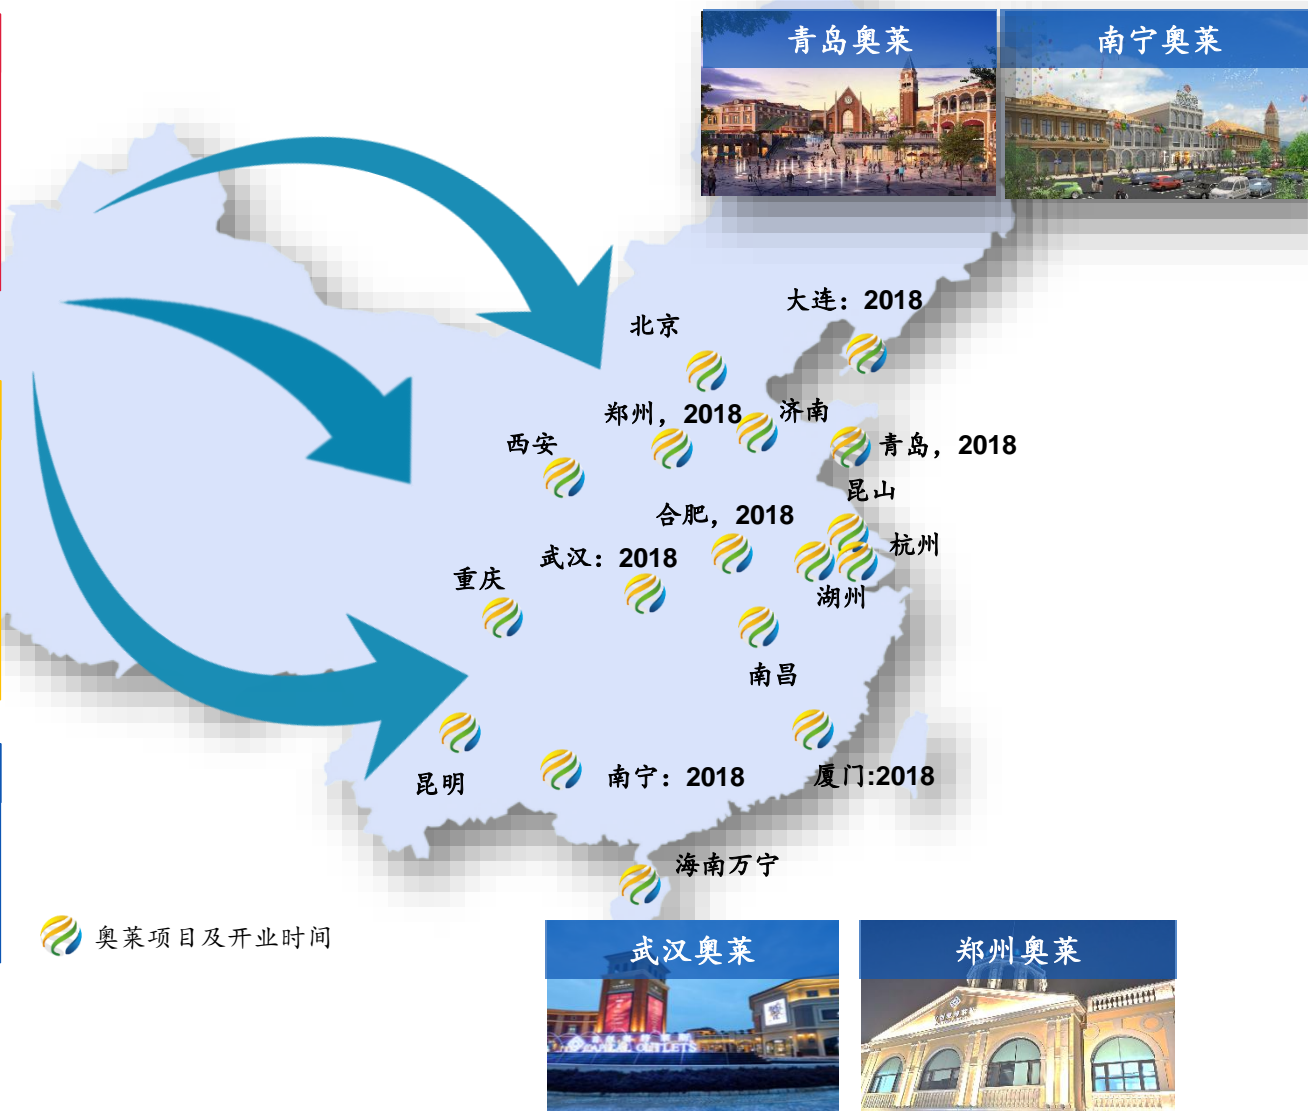 青岛奥莱
南宁奥莱
大连：2018
北京
郑州，2018
济南
西安
青岛，2018
昆山
合肥，2018
杭州
武汉：2018
重庆
湖州
南昌
昆明
南宁：2018
厦门:2018
海南万宁
奥莱项目及开业时间
武汉奥莱
郑州奥莱
CAPITAL OUTLETS